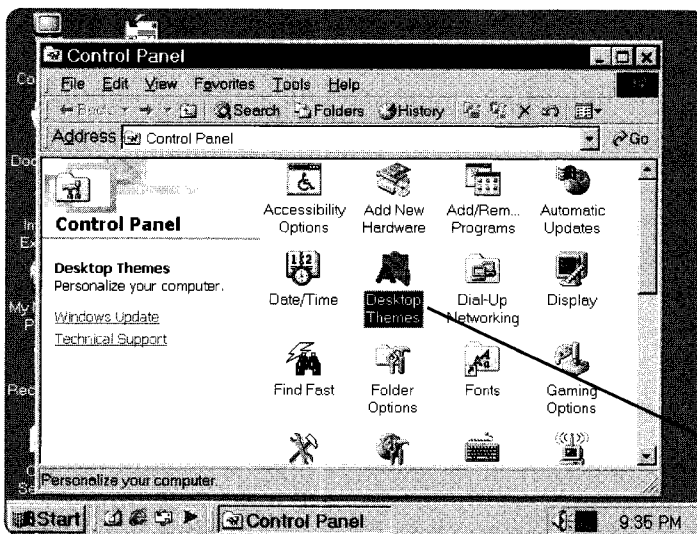 Control Panel
File Edit View Favorites Tools Help
Search Folders History
Address Control Panel Go
Control Panel
Desktop Themes
Personalize your computer.
Windows Update
Technical Support
Accessibility Options
Add New Hardware
Add/Rem... Programs
Automatic Updates
Date/Time
Desktop Themes
Dial-Up Networking
Display
Find Fast
Folder Options
Fonts
Gaming Options
Personalize your computer.
Start Control Panel 9:35 PM